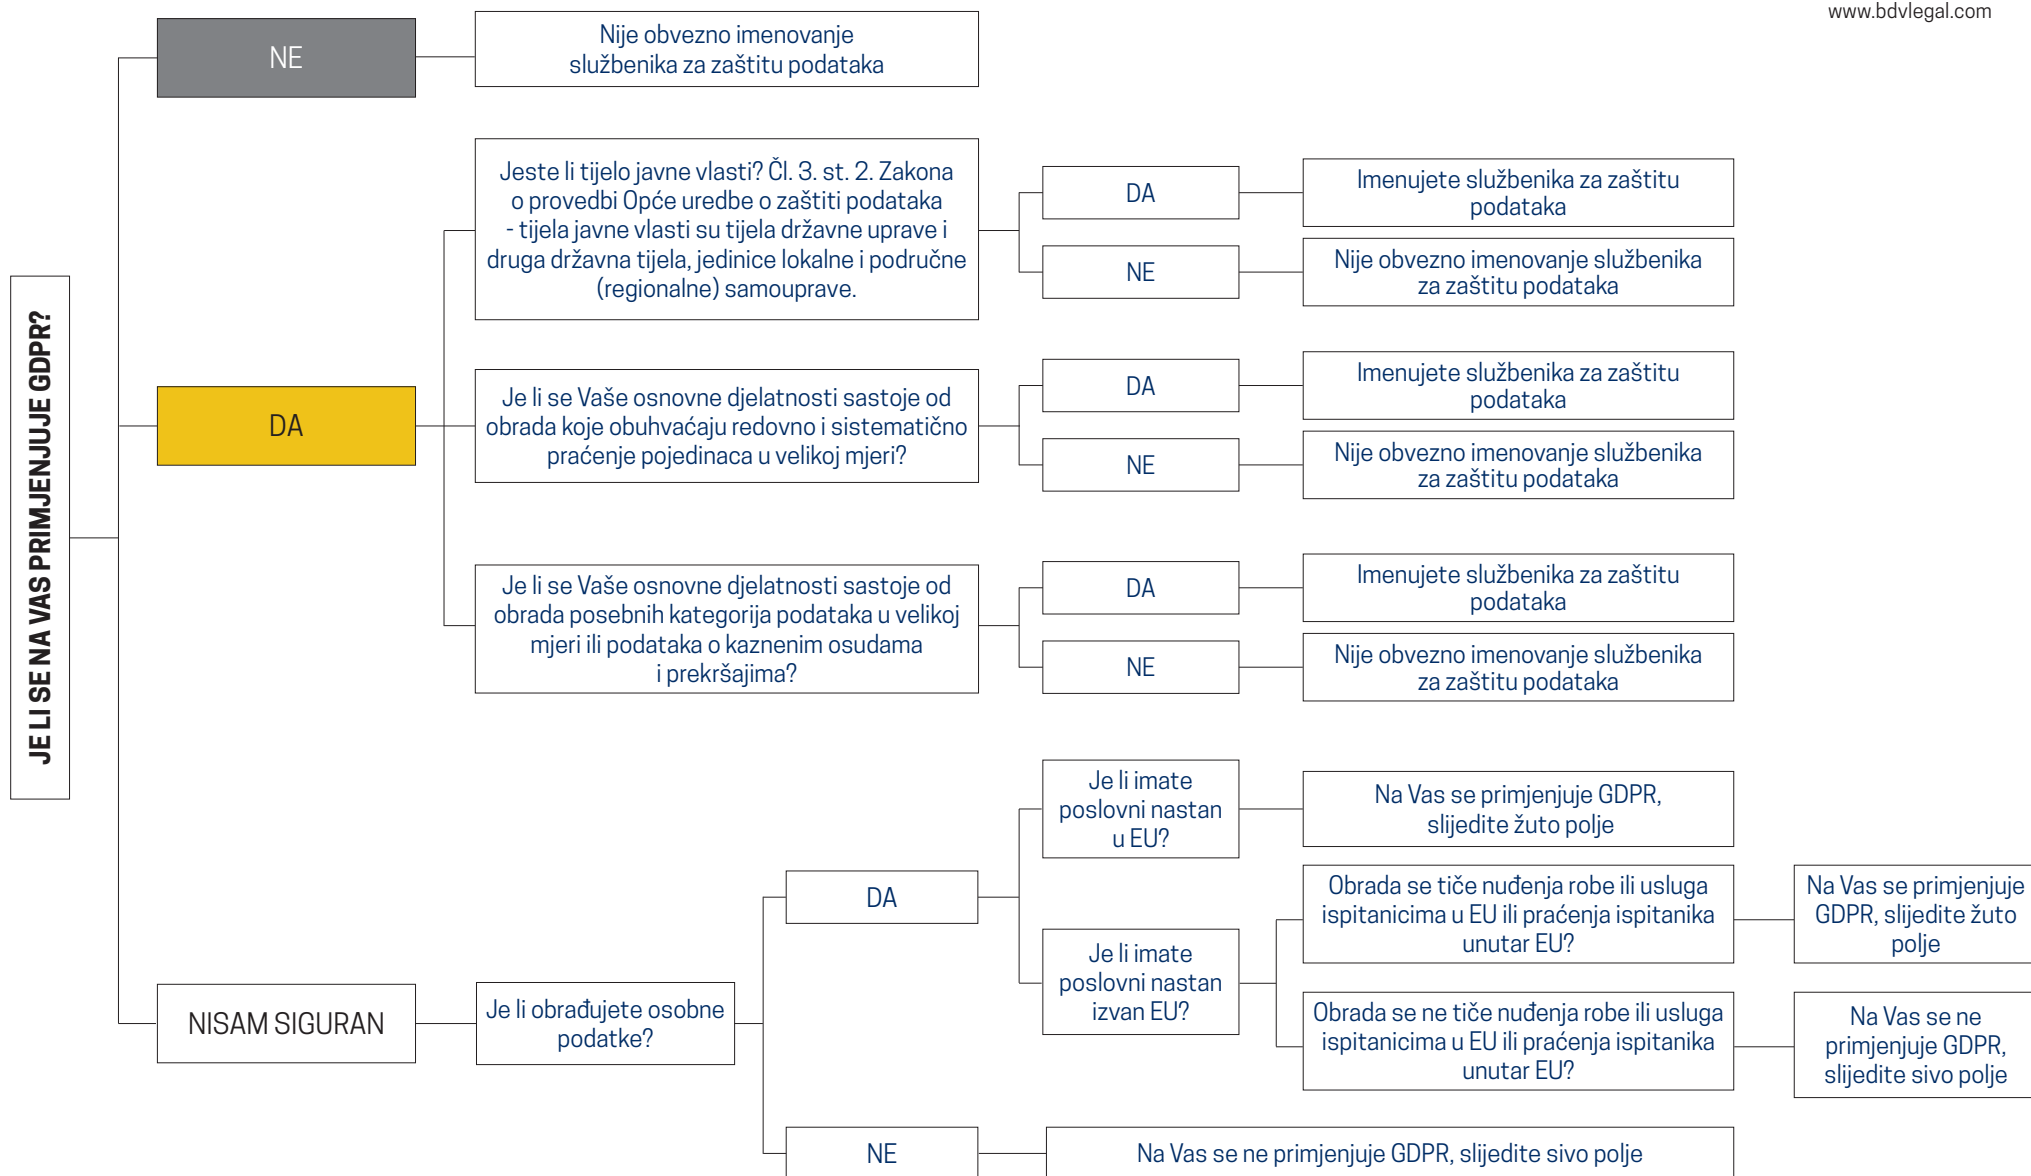 www.bdvlegal.com
JE LI SE NA VAS PRIMJENJUJE GDPR?
NE
Nije obvezno imenovanje
službenika za zaštitu podataka
DA
Jeste li tijelo javne vlasti? Čl. 3. st. 2. Zakona
o provedbi Opće uredbe o zaštiti podataka
- tijela javne vlasti su tijela državne uprave i
druga državna tijela, jedinice lokalne i područne
(regionalne) samouprave.
DA
Imenujete službenika za zaštitu
podataka
NE
Nije obvezno imenovanje službenika
za zaštitu podataka
Je li se Vaše osnovne djelatnosti sastoje od
obrada koje obuhvaćaju redovno i sistematično
praćenje pojedinaca u velikoj mjeri?
DA
Imenujete službenika za zaštitu
podataka
NE
Nije obvezno imenovanje službenika
za zaštitu podataka
Je li se Vaše osnovne djelatnosti sastoje od
obrada posebnih kategorija podataka u velikoj
mjeri ili podataka o kaznenim osudama
i prekršajima?
DA
Imenujete službenika za zaštitu
podataka
NE
Nije obvezno imenovanje službenika
za zaštitu podataka
NISAM SIGURAN
Je li obrađujete osobne
podatke?
DA
Je li imate
poslovni nastan
u EU?
Na Vas se primjenjuje GDPR,
slijedite žuto polje
Je li imate
poslovni nastan
izvan EU?
Obrada se tiče nuđenja robe ili usluga
ispitanicima u EU ili praćenja ispitanika
unutar EU?
Na Vas se primjenjuje
GDPR, slijedite žuto
polje
Obrada se ne tiče nuđenja robe ili usluga
ispitanicima u EU ili praćenja ispitanika
unutar EU?
Na Vas se ne
primjenjuje GDPR,
slijedite sivo polje
NE
Na Vas se ne primjenjuje GDPR, slijedite sivo polje